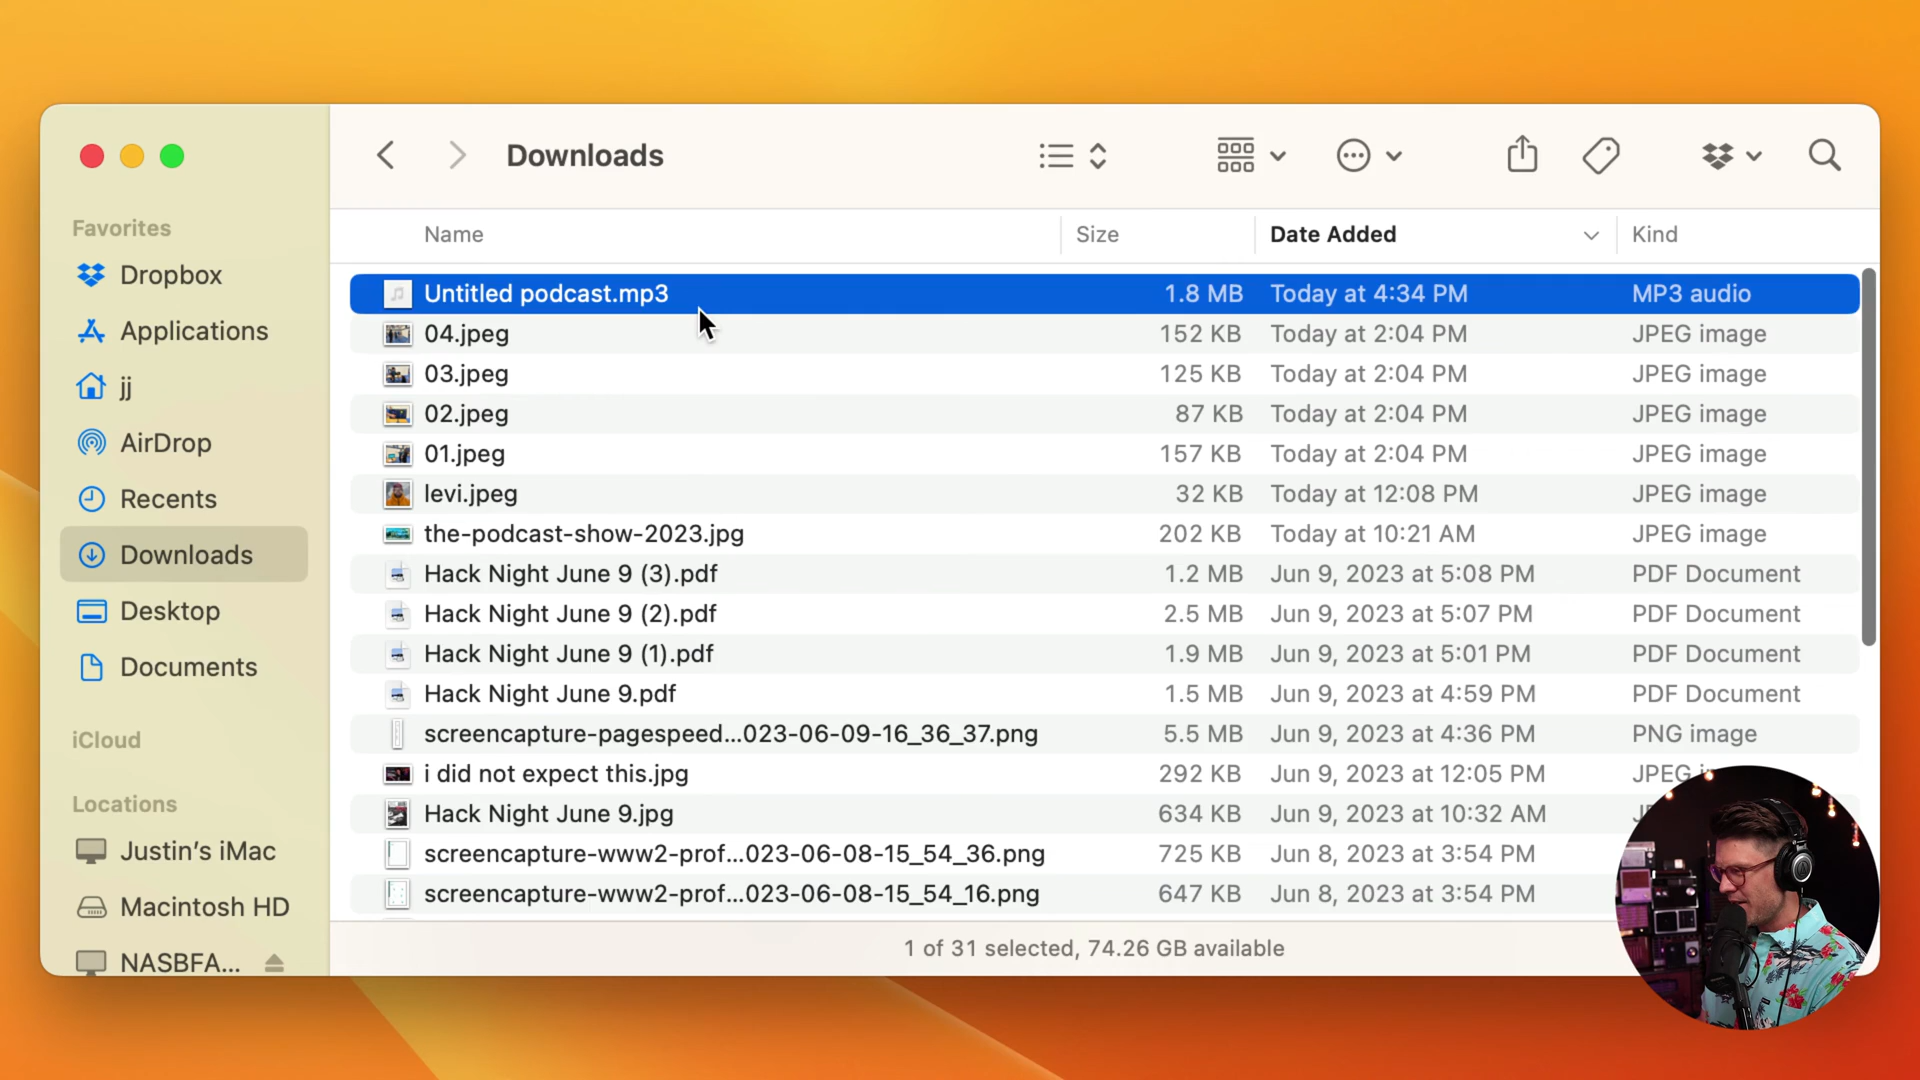 Downloads
Favorites
Dropbox
Applications
jj
AirDrop
Recents
Downloads
Desktop
Documents
iCloud
Locations
Justin's iMac
Macintosh HD
NASBFA...
Name Size Date Added Kind
Untitled podcast.mp3 1.8 MB Today at 4:34 PM MP3 audio
04.jpeg 152 KB Today at 2:04 PM JPEG image
03.jpeg 125 KB Today at 2:04 PM JPEG image
02.jpeg 87 KB Today at 2:04 PM JPEG image
01.jpeg 157 KB Today at 2:04 PM JPEG image
levi.jpeg 32 KB Today at 12:08 PM JPEG image
the-podcast-show-2023.jpg 202 KB Today at 10:21 AM JPEG image
Hack Night June 9 (3).pdf 1.2 MB Jun 9, 2023 at 5:08 PM PDF Document
Hack Night June 9 (2).pdf 2.5 MB Jun 9, 2023 at 5:07 PM PDF Document
Hack Night June 9 (1).pdf 1.9 MB Jun 9, 2023 at 5:01 PM PDF Document
Hack Night June 9.pdf 1.5 MB Jun 9, 2023 at 4:59 PM PDF Document
screencapture-pagespeed...023-06-09-16_36_37.png 5.5 MB Jun 9, 2023 at 4:36 PM PNG image
i did not expect this.jpg 292 KB Jun 9, 2023 at 12:05 PM JPEG
Hack Night June 9.jpg 634 KB Jun 9, 2023 at 10:32 AM
screencapture-www2-prof...023-06-08-15_54_36.png 725 KB Jun 8, 2023 at 3:54 PM
screencapture-www2-prof...023-06-08-15_54_16.png 647 KB Jun 8, 2023 at 3:54 PM
1 of 31 selected, 74.26 GB available